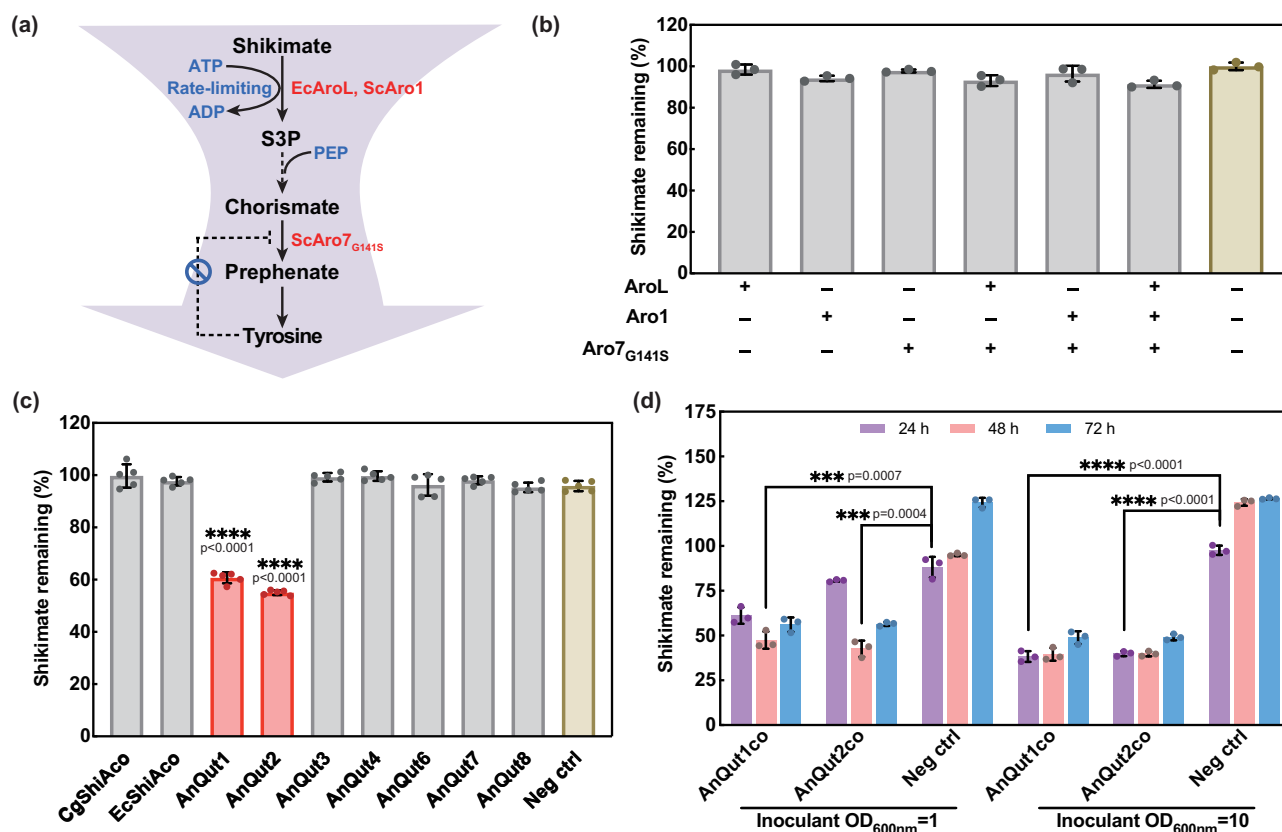 (a)
Shikimate
ATP
Rate-limiting
EcAroL, ScAro1
ADP
S3P
PEP
Chorismate
ScAro7G141S
Prephenate
Tyrosine
(b)
Shikimate remaining (%)
120
100
80
60
40
20
0
AroL + – – + – + –
Aro1 – + – – + + –
Aro7G141S – – + + + + –
(c)
Shikimate remaining (%)
120
100
80
60
40
20
0
****
p<0.0001
****
p<0.0001
CgShiAco
EcShiAco
AnQut1
AnQut2
AnQut3
AnQut4
AnQut6
AnQut7
AnQut8
Neg ctrl
(d)
Shikimate remaining (%)
175
150
125
100
75
50
25
0
24 h 48 h 72 h
*** p=0.0007
*** p=0.0004
**** p<0.0001
**** p<0.0001
AnQut1co
AnQut2co
Neg ctrl
AnQut1co
AnQut2co
Neg ctrl
Inoculant OD600nm=1
Inoculant OD600nm=10